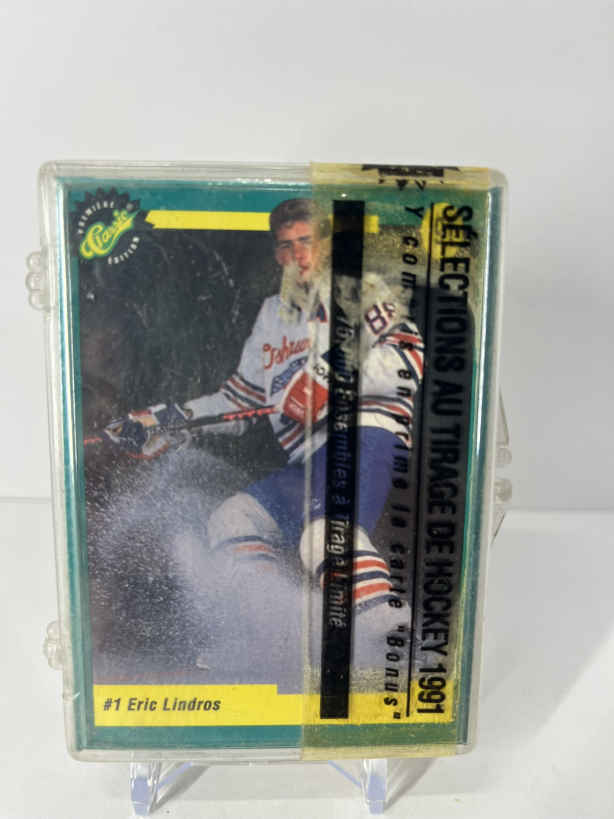 PREMIÈRE
Classic
EDITION
Oshawa
88
#1 Eric Lindros
SÉLECTIONS AU TIRAGE DE HOCKEY 1991
Y compris en prime la carte "Bonus"
Ensembles à Tirage Limité